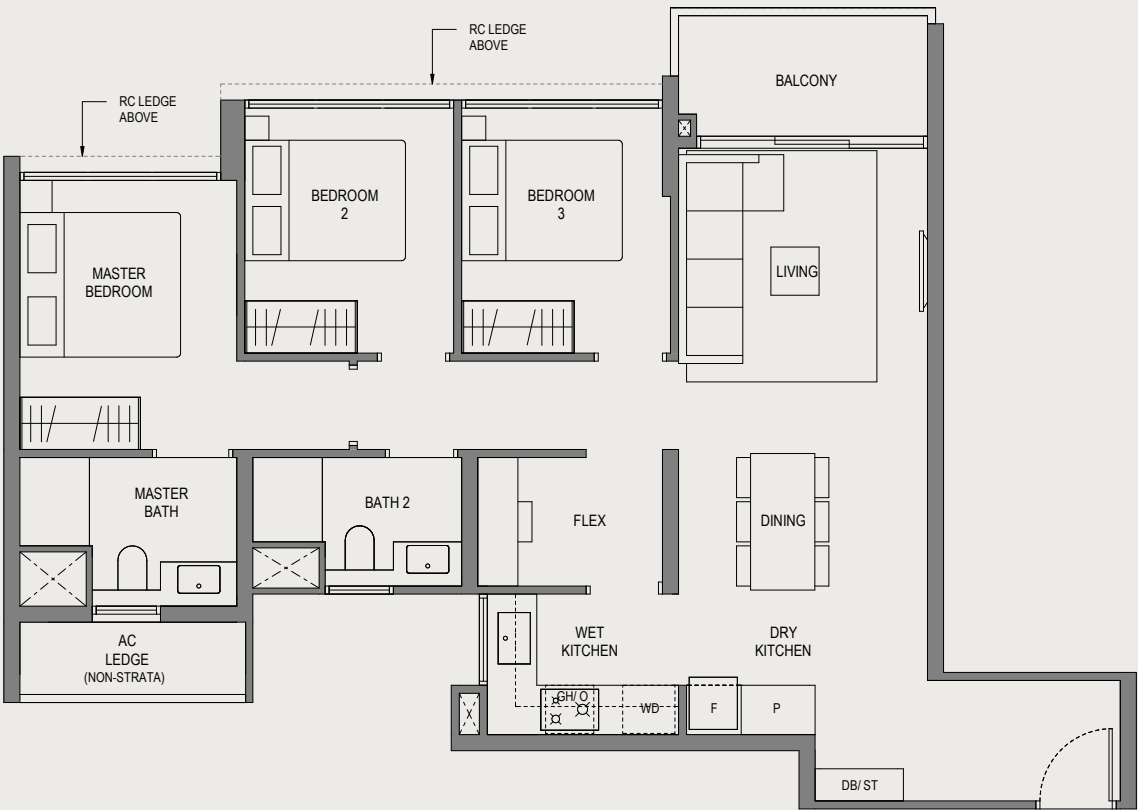 RC LEDGE
ABOVE
BALCONY
RC LEDGE
ABOVE
BEDROOM
2
BEDROOM
3
MASTER
BEDROOM
LIVING
MASTER
BATH
BATH 2
FLEX
DINING
AC
LEDGE
(NON-STRATA)
WET
KITCHEN
DRY
KITCHEN
GH/ O
WD
F
P
DB/ ST